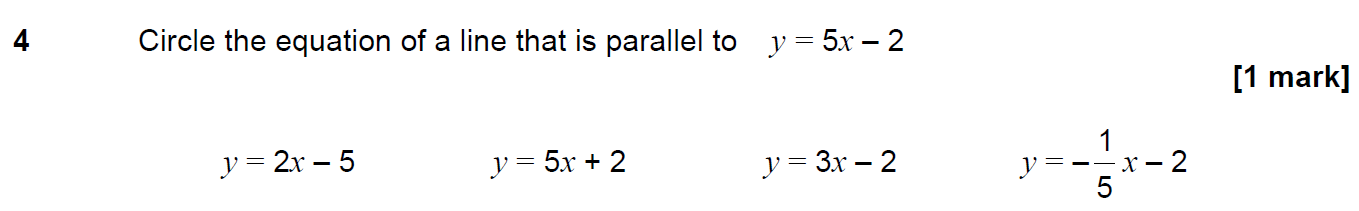 4 Circle the equation of a line that is parallel to y = 5x – 2
[1 mark]
y = 2x – 5 y = 5x + 2 y = 3x – 2 y = –1/5 x – 2